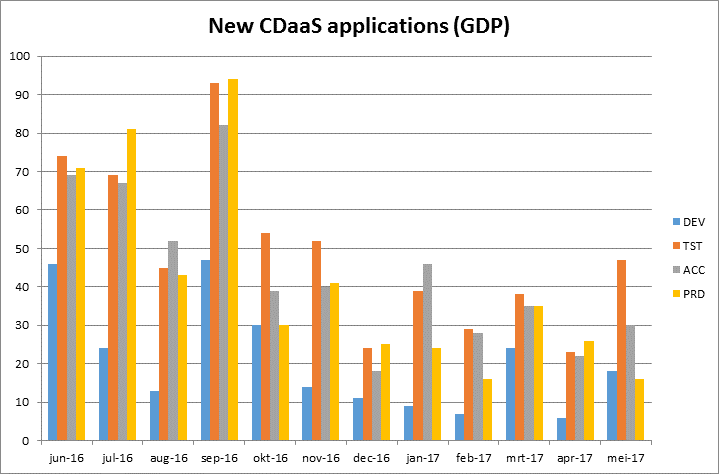 New CDaaS applications (GDP)
100
90
80
70
60
50
40
30
20
10
0
jun-16 jul-16 aug-16 sep-16 okt-16 nov-16 dec-16 jan-17 feb-17 mrt-17 apr-17 mei-17
DEV
TST
ACC
PRD